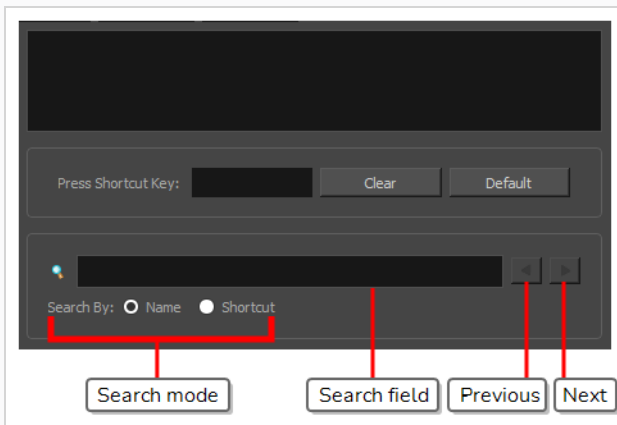 Press Shortcut Key:
Clear
Default
Search By:
Name
Shortcut
Search mode
Search field
Previous
Next